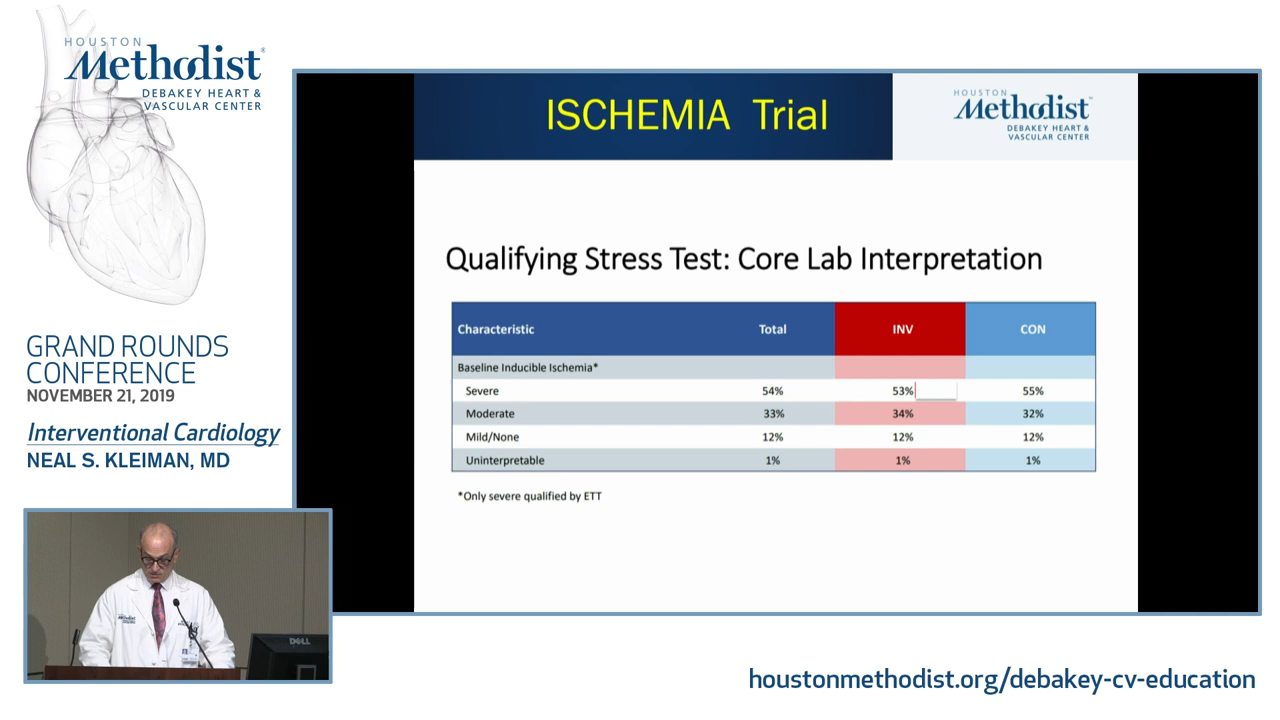 HOUSTON
Methodist®
DEBAKEY HEART &
VASCULAR CENTER
GRAND ROUNDS
CONFERENCE
NOVEMBER 21, 2019
Interventional Cardiology
NEAL S. KLEIMAN, MD
ISCHEMIA Trial
HOUSTON
Methodist
DEBAKEY HEART &
VASCULAR CENTER
Qualifying Stress Test: Core Lab Interpretation
Characteristic Total INV CON
Baseline Inducible Ischemia*
Severe 54% 53% 55%
Moderate 33% 34% 32%
Mild/None 12% 12% 12%
Uninterpretable 1% 1% 1%
*Only severe qualified by ETT
Methodist
DELL
houstonmethodist.org/debakey-cv-education